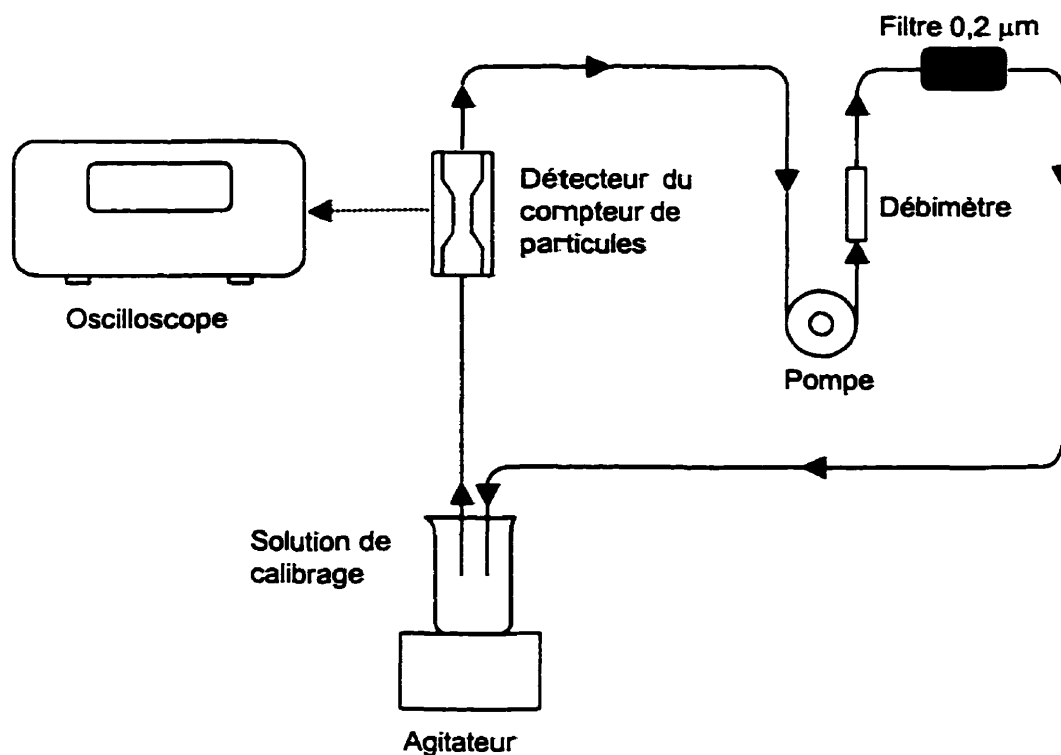 Filtre 0,2 µm
Détecteur du
compteur de
particules
Débimètre
Oscilloscope
Pompe
Solution de
calibrage
Agitateur